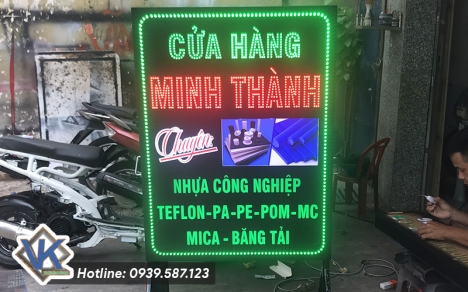 CỬA HÀNG
MINH THÀNH
Chuyên
NHỰA CÔNG NGHIỆP
TEFLON-PA-PE-POM-MC
MICA - BĂNG TẢI
VK
Hotline: 0939.587.123